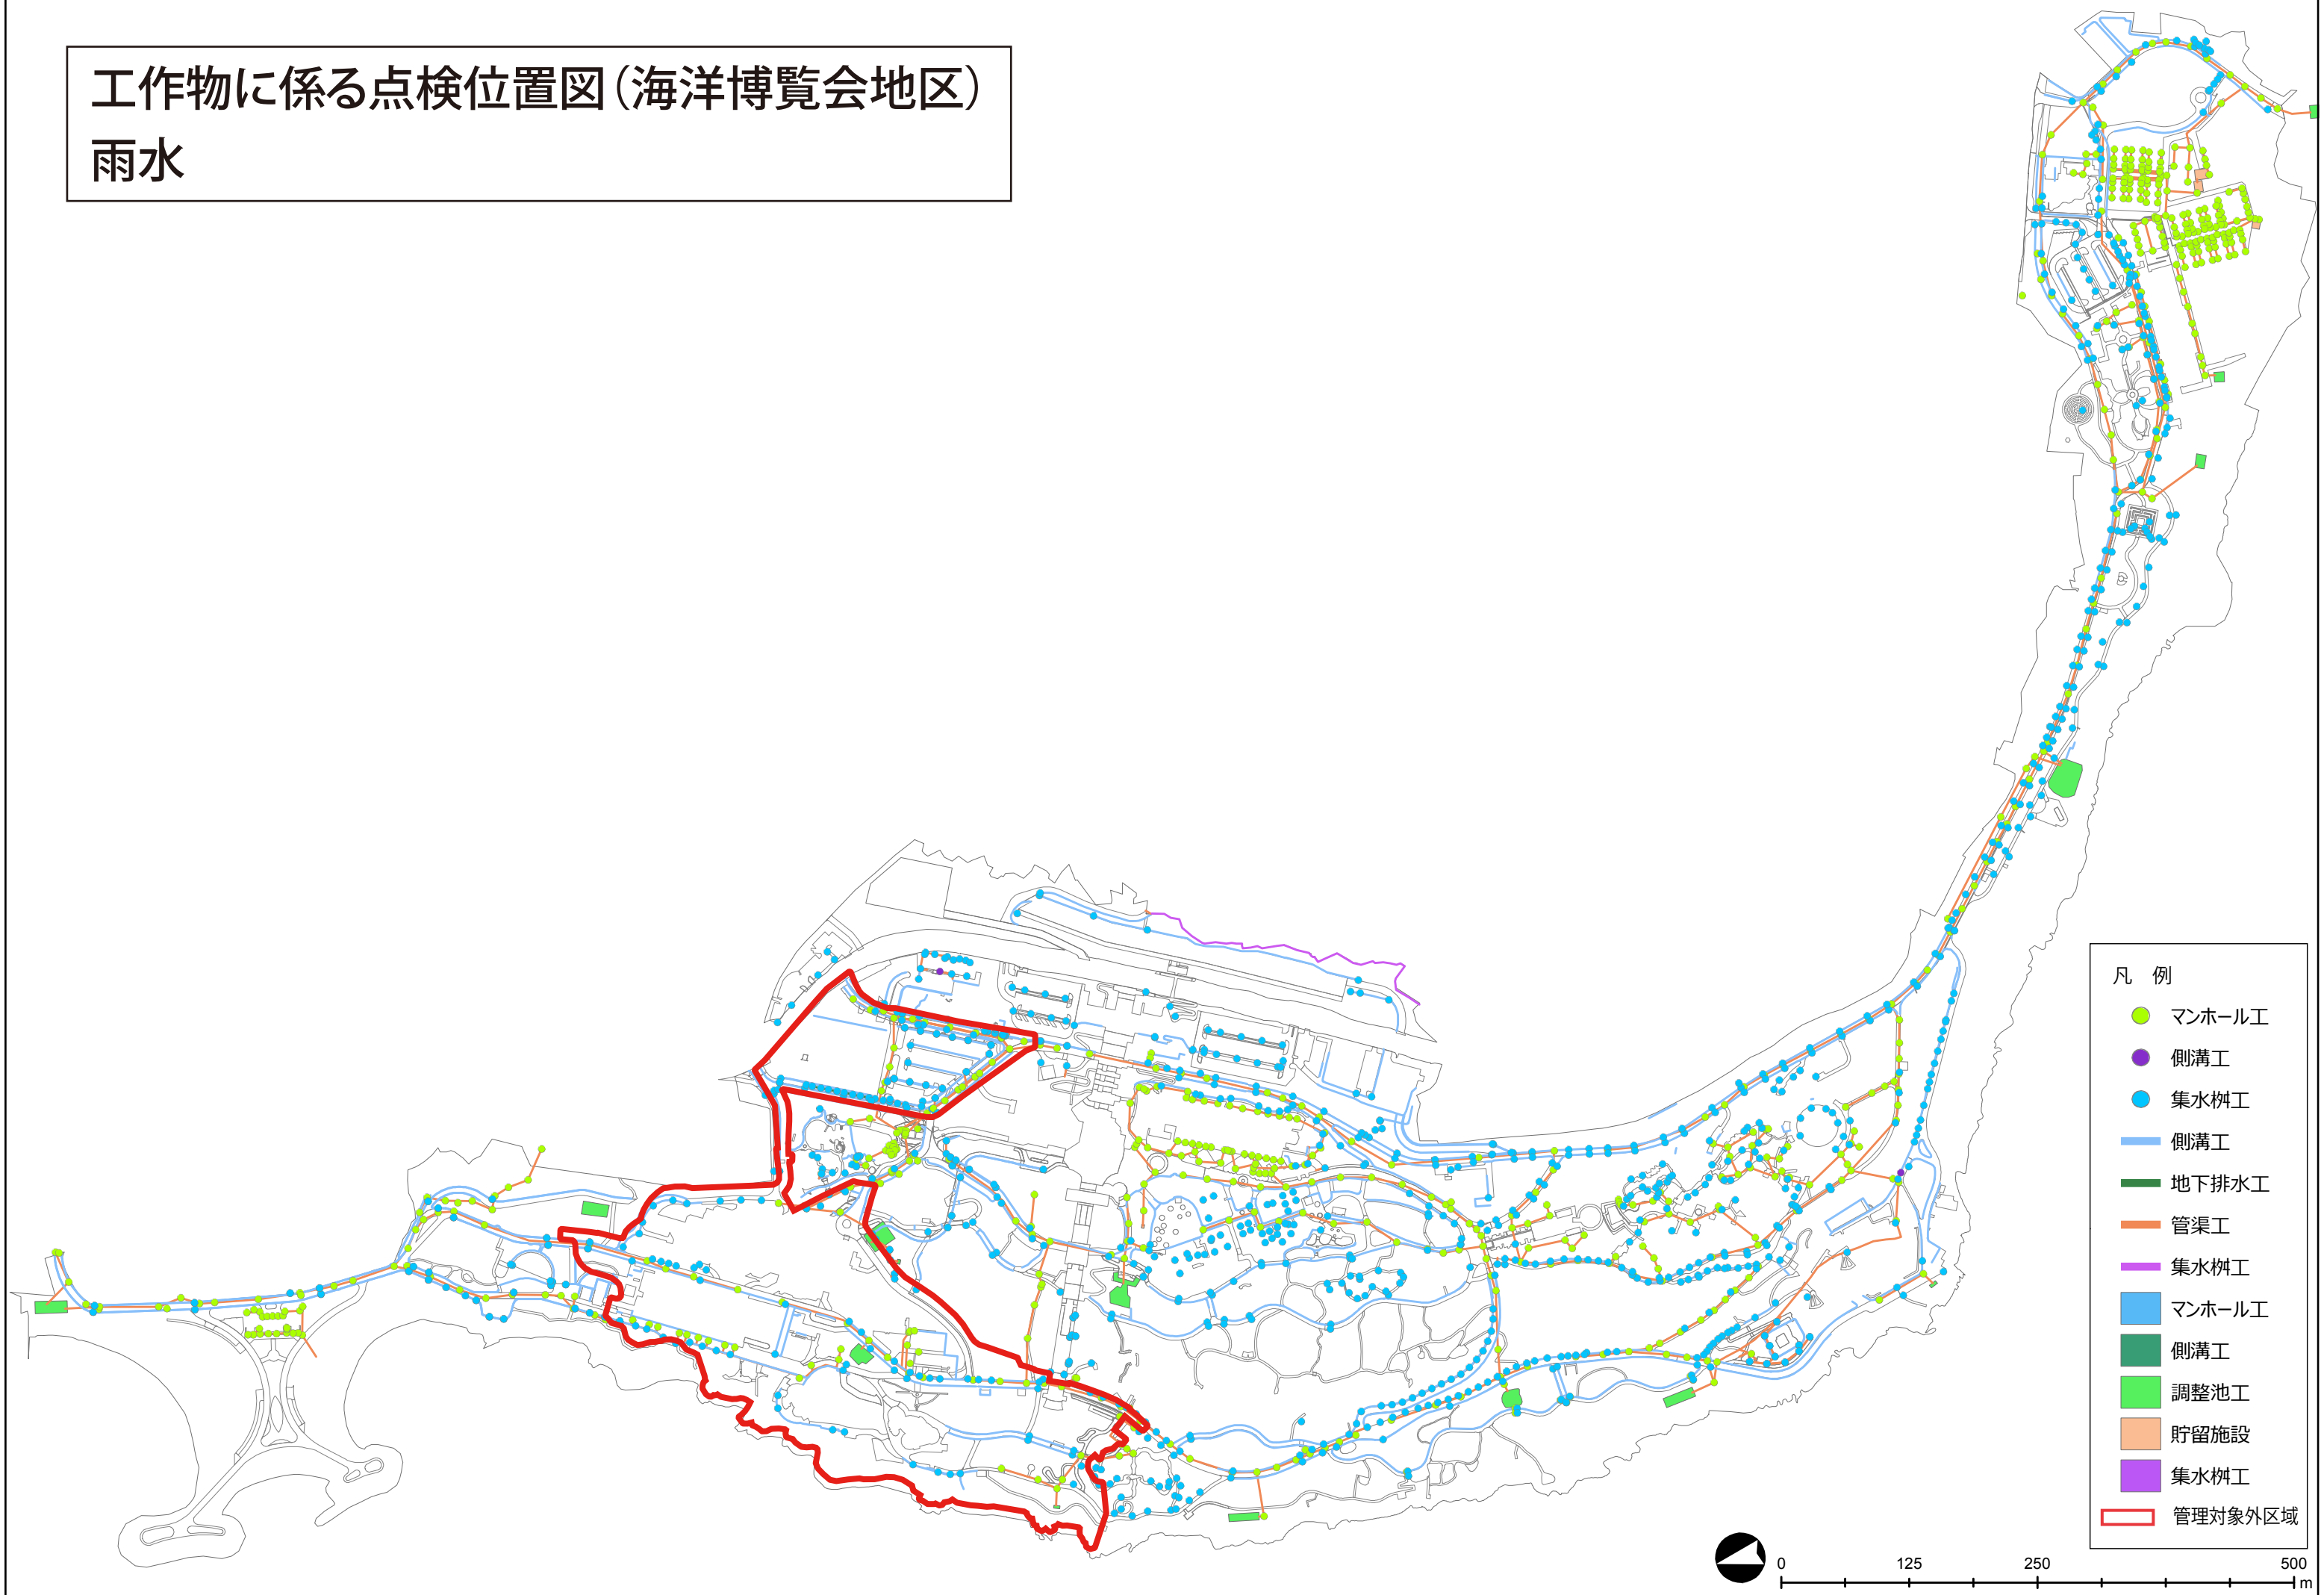 工作物に係る点検位置図(海洋博覧会地区)
雨水
凡 例
マンホール工
側溝工
集水桝工
側溝工
地下排水工
管渠工
集水桝工
マンホール工
側溝工
調整池工
貯留施設
集水桝工
管理対象外区域
0 125 250 500
m